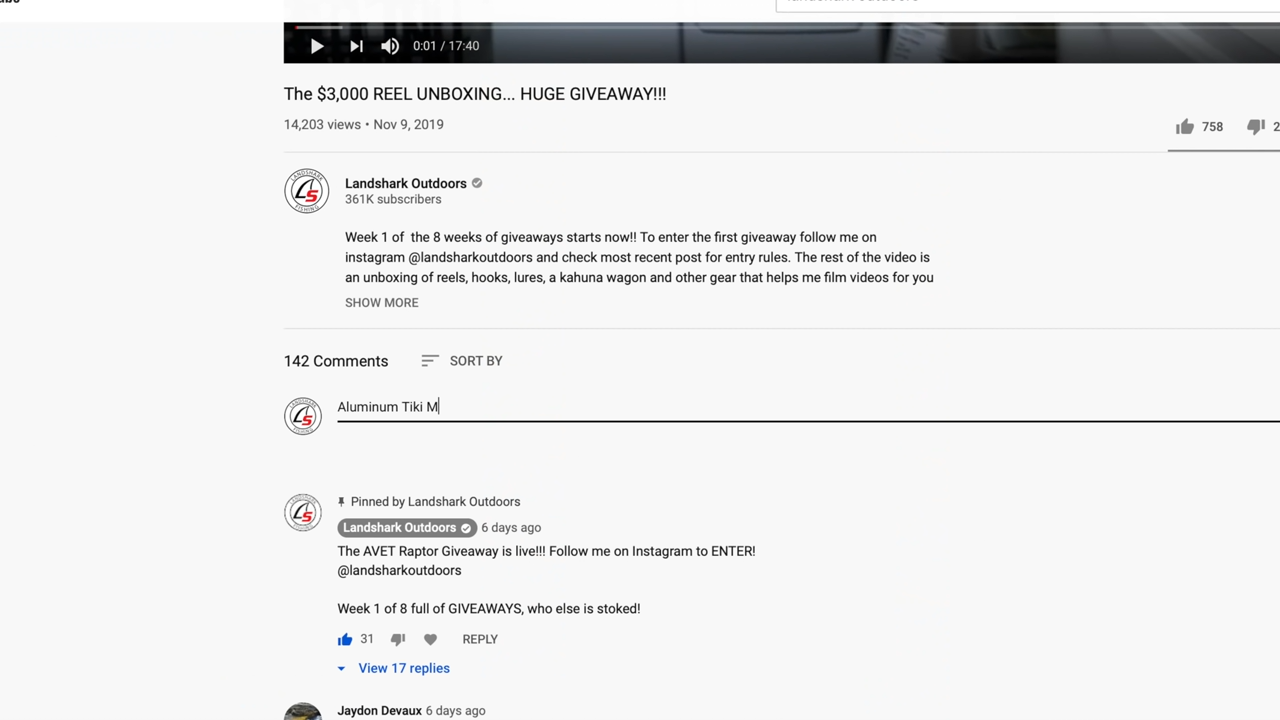 0:01 / 17:40
The $3,000 REEL UNBOXING... HUGE GIVEAWAY!!!
14,203 views • Nov 9, 2019
758
2
Landshark Outdoors
361K subscribers
Week 1 of  the 8 weeks of giveaways starts now!! To enter the first giveaway follow me on
instagram @landsharkoutdoors and check most recent post for entry rules. The rest of the video is
an unboxing of reels, hooks, lures, a kahuna wagon and other gear that helps me film videos for you
SHOW MORE
142 Comments
SORT BY
Aluminum Tiki M
Pinned by Landshark Outdoors
Landshark Outdoors
6 days ago
The AVET Raptor Giveaway is live!!! Follow me on Instagram to ENTER!
@landsharkoutdoors
Week 1 of 8 full of GIVEAWAYS, who else is stoked!
31
REPLY
View 17 replies
Jaydon Devaux 6 days ago